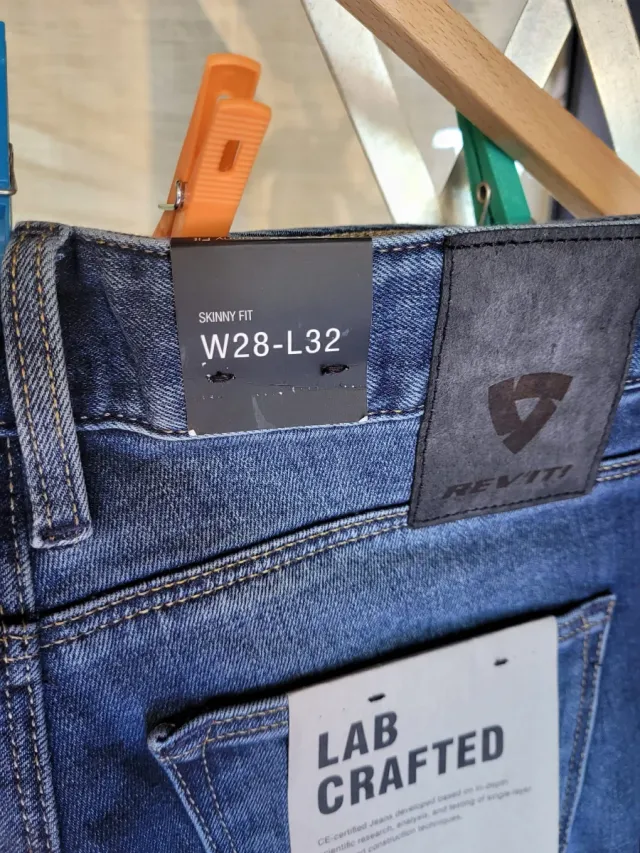 SKINNY FIT
W28-L32
REV'IT!
LAB
CRAFTED
CE-certified Jeans developed based on in-depth
scientific research, analysis, and testing of single-layer
construction techniques.